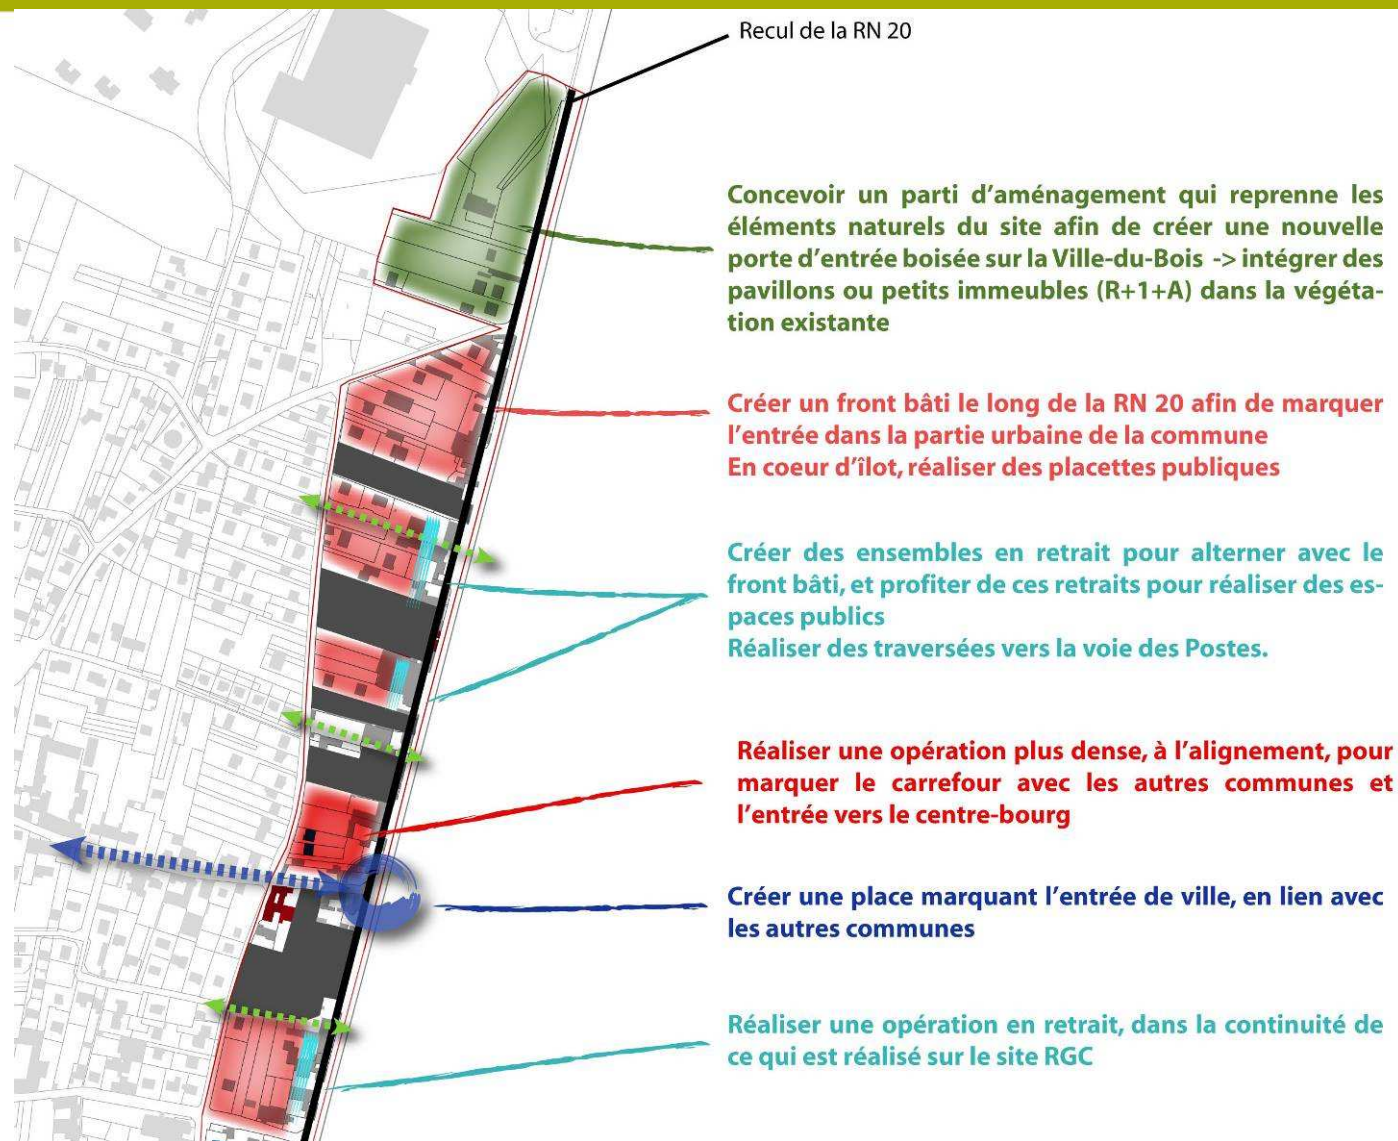 Recul de la RN 20
Concevoir un parti d'aménagement qui reprenne les
éléments naturels du site afin de créer une nouvelle
porte d'entrée boisée sur la Ville-du-Bois -> intégrer des
pavillons ou petits immeubles (R+1+A) dans la végéta-
tion existante
Créer un front bâti le long de la RN 20 afin de marquer
l'entrée dans la partie urbaine de la commune
En coeur d'îlot, réaliser des placettes publiques
Créer des ensembles en retrait pour alterner avec le
front bâti, et profiter de ces retraits pour réaliser des es-
paces publics
Réaliser des traversées vers la voie des Postes.
Réaliser une opération plus dense, à l'alignement, pour
marquer le carrefour avec les autres communes et
l'entrée vers le centre-bourg
Créer une place marquant l'entrée de ville, en lien avec
les autres communes
Réaliser une opération en retrait, dans la continuité de
ce qui est réalisé sur le site RGC